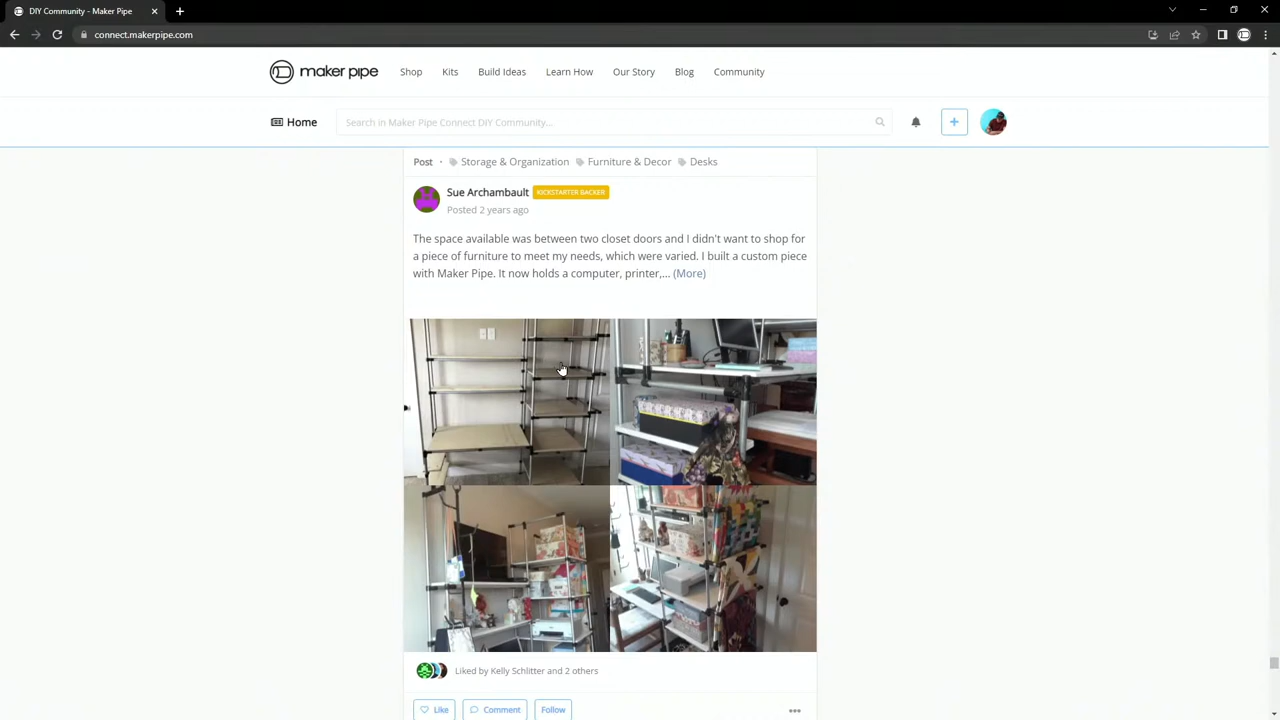 DIY Community - Maker Pipe
connect.makerpipe.com
maker pipe
Shop
Kits
Build Ideas
Learn How
Our Story
Blog
Community
Home
Search in Maker Pipe Connect DIY Community...
Post · Storage & Organization Furniture & Decor Desks
Sue Archambault KICKSTARTER BACKER
Posted 2 years ago
The space available was between two closet doors and I didn't want to shop for
a piece of furniture to meet my needs, which were varied. I built a custom piece
with Maker Pipe. It now holds a computer, printer,... (More)
Liked by Kelly Schlitter and 2 others
Like
Comment
Follow